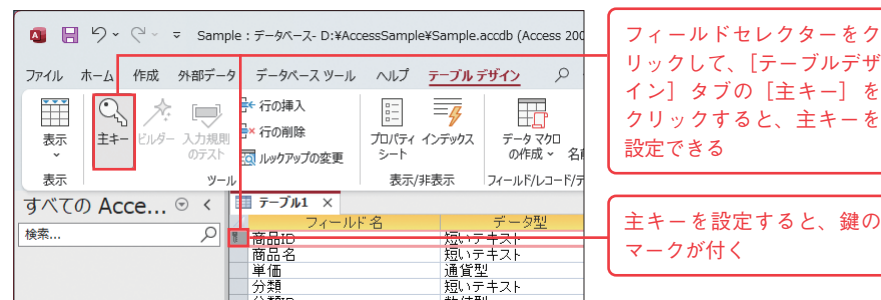 Sample : データベース- D:¥AccessSample¥Sample.accdb (Access 200
ファイル ホーム 作成 外部データ データベース ツール ヘルプ テーブル デザイン
表示
主キー
ビルダー
入力規則
のテスト
行の挿入
行の削除
ルックアップの変更
プロパティ
シート
インデックス
データ マクロ
の作成
名前
表示
ツール
表示/非表示
フィールド/レコード/テ
すべての Acce...
検索...
テーブル1
フィールド名 データ型
商品ID 短いテキスト
商品名 短いテキスト
単価 通貨型
分類 短いテキスト
分類ID 数値型
フィールドセレクターをク
リックして、[テーブルデザ
イン] タブの [主キー] を
クリックすると、主キーを
設定できる
主キーを設定すると、鍵の
マークが付く